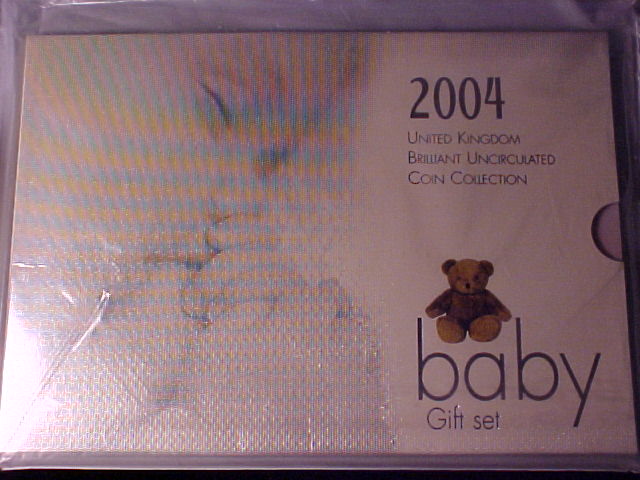 2004
United Kingdom
Brilliant Uncirculated
Coin Collection
baby
Gift set